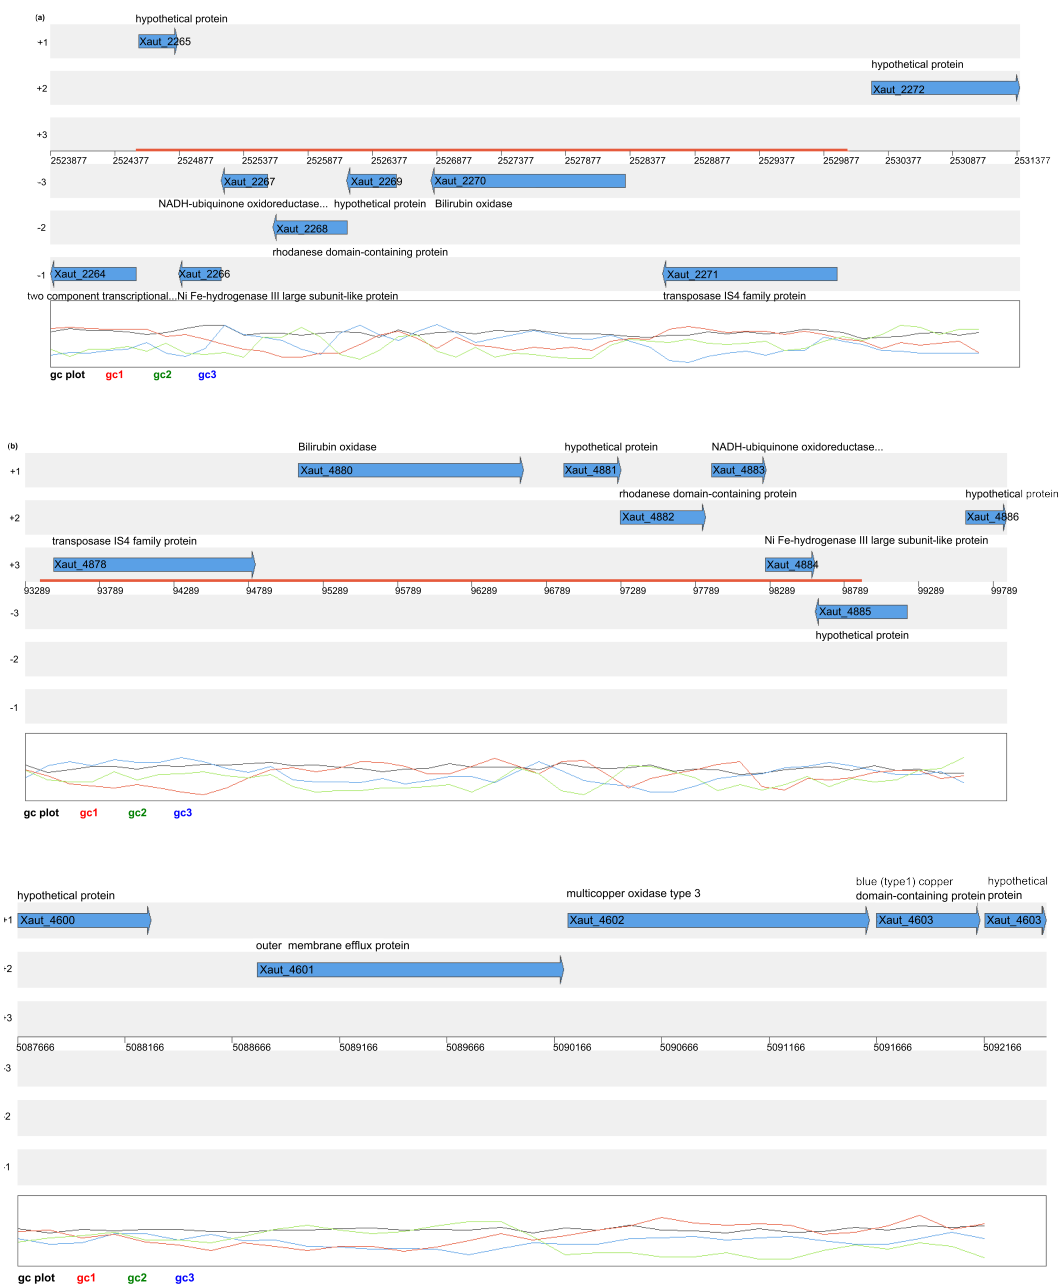 (a)
hypothetical protein
+1
Xaut_2265
hypothetical protein
+2
Xaut_2272
+3
2523877 2524377 2524877 2525377 2525877 2526377 2526877 2527377 2527877 2528377 2528877 2529377 2529877 2530377 2530877 2531377
-3
Xaut_2267 Xaut_2269 Xaut_2270
NADH-ubiquinone oxidoreductase... hypothetical protein Bilirubin oxidase
-2
Xaut_2268
rhodanese domain-containing protein
-1
Xaut_2264 Xaut_2266 Xaut_2271
two component transcriptional... Ni Fe-hydrogenase III large subunit-like protein transposase IS4 family protein
gc plot gc1 gc2 gc3
(b)
Bilirubin oxidase hypothetical protein NADH-ubiquinone oxidoreductase...
+1
Xaut_4880 Xaut_4881 Xaut_4883
rhodanese domain-containing protein hypothetical protein
+2
Xaut_4882 Xaut_4886
transposase IS4 family protein Ni Fe-hydrogenase III large subunit-like protein
+3
Xaut_4878 Xaut_4884
93289 93789 94289 94789 95289 95789 96289 96789 97289 97789 98289 98789 99289 99789
-3
Xaut_4885
hypothetical protein
-2
-1
gc plot gc1 gc2 gc3
hypothetical protein
multicopper oxidase type 3
blue (type1) copper
domain-containing protein
hypothetical
protein
+1
Xaut_4600 Xaut_4602 Xaut_4603 Xaut_4603
outer membrane efflux protein
+2
Xaut_4601
+3
5087666 5088166 5088666 5089166 5089666 5090166 5090666 5091166 5091666 5092166
-3
-2
-1
gc plot gc1 gc2 gc3